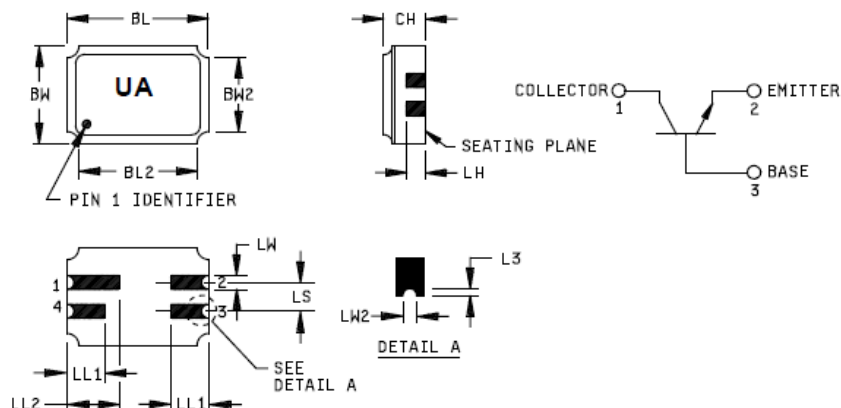 BL
CH
BW
UA
BW2
COLLECTOR
1
EMITTER
2
BASE
3
SEATING PLANE
BL2
LH
PIN 1 IDENTIFIER
LW
L3
1
2
LS
4
3
LW2
DETAIL A
LL1
SEE
DETAIL A
LL2
LL1